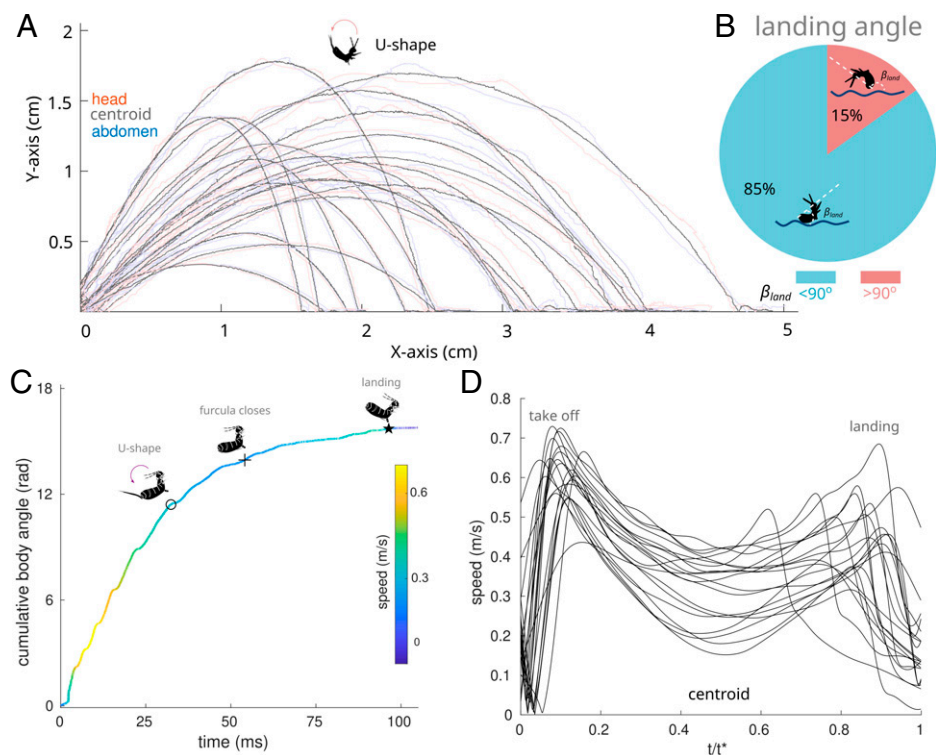 A
2
1.5
1
0.5
Y-axis (cm)
head
centroid
abdomen
U-shape
0
1
2
3
4
5
X-axis (cm)
B
landing angle
βland
15%
85%
βland
βland
<90°
>90°
C
18
12
6
0
cumulative body angle (rad)
U-shape
furcula closes
landing
0.6
0.3
0
speed (m/s)
0
25
50
75
100
time (ms)
D
0.8
0.7
0.6
0.5
0.4
0.3
0.2
0.1
0
speed (m/s)
take off
landing
centroid
0
0.2
0.4
0.6
0.8
1
t/t*